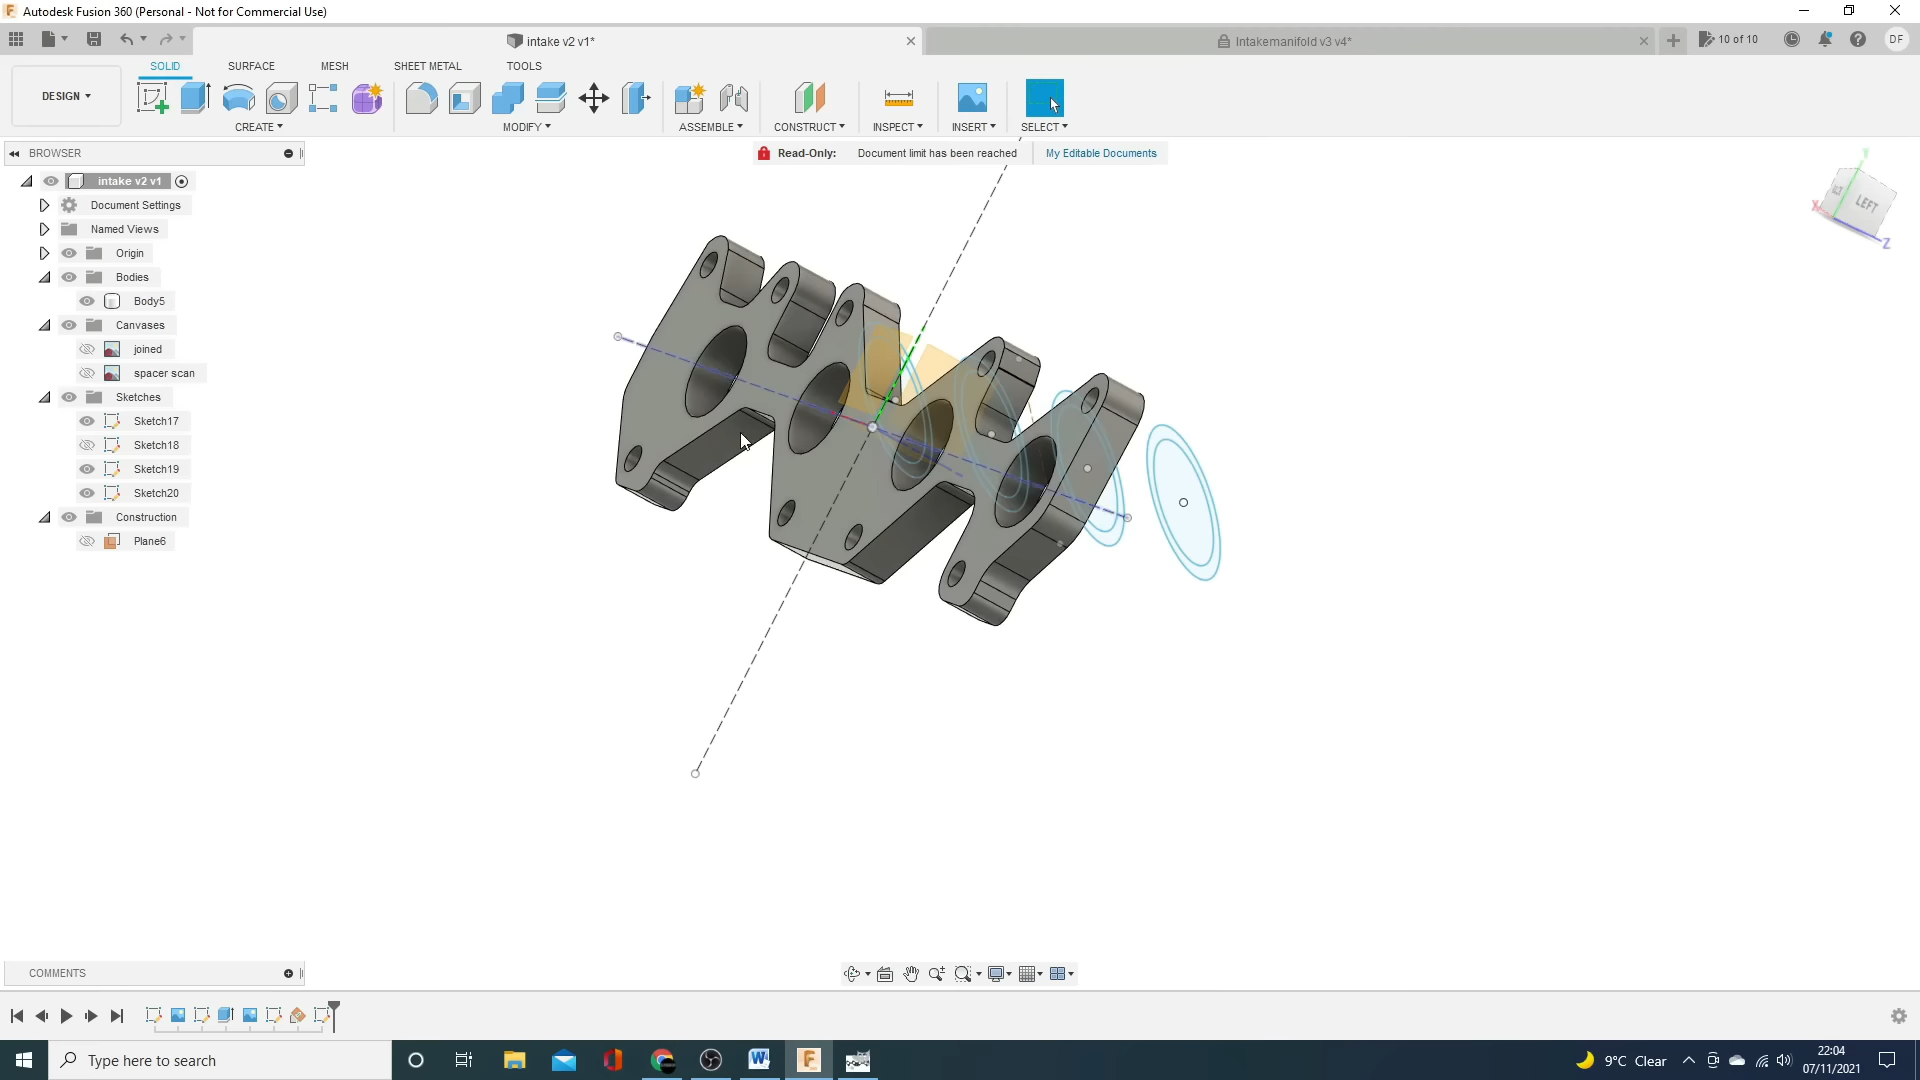 Autodesk Fusion 360 (Personal - Not for Commercial Use)
intake v2 v1*
Intakemanifold v3 v4*
10 of 10
DF
DESIGN
SOLID SURFACE MESH SHEET METAL TOOLS
CREATE MODIFY ASSEMBLE CONSTRUCT INSPECT INSERT SELECT
BROWSER
Read-Only: Document limit has been reached My Editable Documents
intake v2 v1
Document Settings
Named Views
Origin
Bodies
Body5
Canvases
joined
spacer scan
Sketches
Sketch17
Sketch18
Sketch19
Sketch20
Construction
Plane6
LEFT
Y
X
Z
COMMENTS
Type here to search
9°C Clear
22:04
07/11/2021